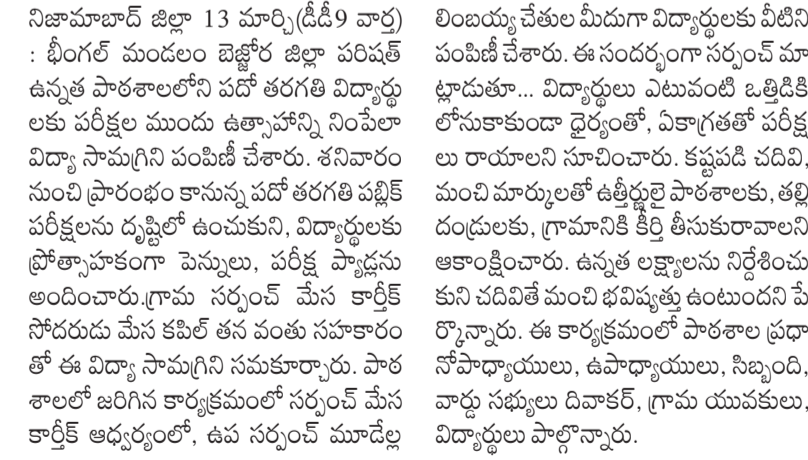 నిజామాబాద్ జిల్లా 13 మార్చి(డీడీ9 వార్త)
: భీంగల్ మండలం బెజ్జోర జిల్లా పరిషత్
ఉన్నత పాఠశాలలోని పదో తరగతి విద్యార్థు
లకు పరీక్షల ముందు ఉత్సాహాన్ని నింపేలా
విద్యా సామగ్రిని పంపిణీ చేశారు. శనివారం
నుంచి ప్రారంభం కానున్న పదో తరగతి పబ్లిక్
పరీక్షలను దృష్టిలో ఉంచుకుని, విద్యార్థులకు
ప్రోత్సాహకంగా పెన్నులు, పరీక్ష ప్యాడ్లను
అందించారు.గ్రామ సర్పంచ్ మేస కార్తీక్
సోదరుడు మేస కపిల్ తన వంతు సహకారం
తో ఈ విద్యా సామగ్రిని సమకూర్చారు. పాఠ
శాలలో జరిగిన కార్యక్రమంలో సర్పంచ్ మేస
కార్తీక్ ఆధ్వర్యంలో, ఉప సర్పంచ్ మూడేల్ల
లింబయ్య చేతుల మీదుగా విద్యార్థులకు వీటిని
పంపిణీ చేశారు. ఈ సందర్భంగా సర్పంచ్ మా
ట్లాడుతూ... విద్యార్థులు ఎటువంటి ఒత్తిడికి
లోనుకాకుండా ధైర్యంతో, ఏకాగ్రతతో పరీక్ష
లు రాయాలని సూచించారు. కష్టపడి చదివి,
మంచి మార్కులతో ఉత్తీర్ణులై పాఠశాలకు, తల్లి
దండ్రులకు, గ్రామానికి కీర్తి తీసుకురావాలని
ఆకాంక్షించారు. ఉన్నత లక్ష్యాలను నిర్దేశించు
కుని చదివితే మంచి భవిష్యత్తు ఉంటుందని పే
ర్కొన్నారు. ఈ కార్యక్రమంలో పాఠశాల ప్రధా
నోపాధ్యాయులు, ఉపాధ్యాయులు, సిబ్బంది,
వార్డు సభ్యులు దివాకర్, గ్రామ యువకులు,
విద్యార్థులు పాల్గొన్నారు.